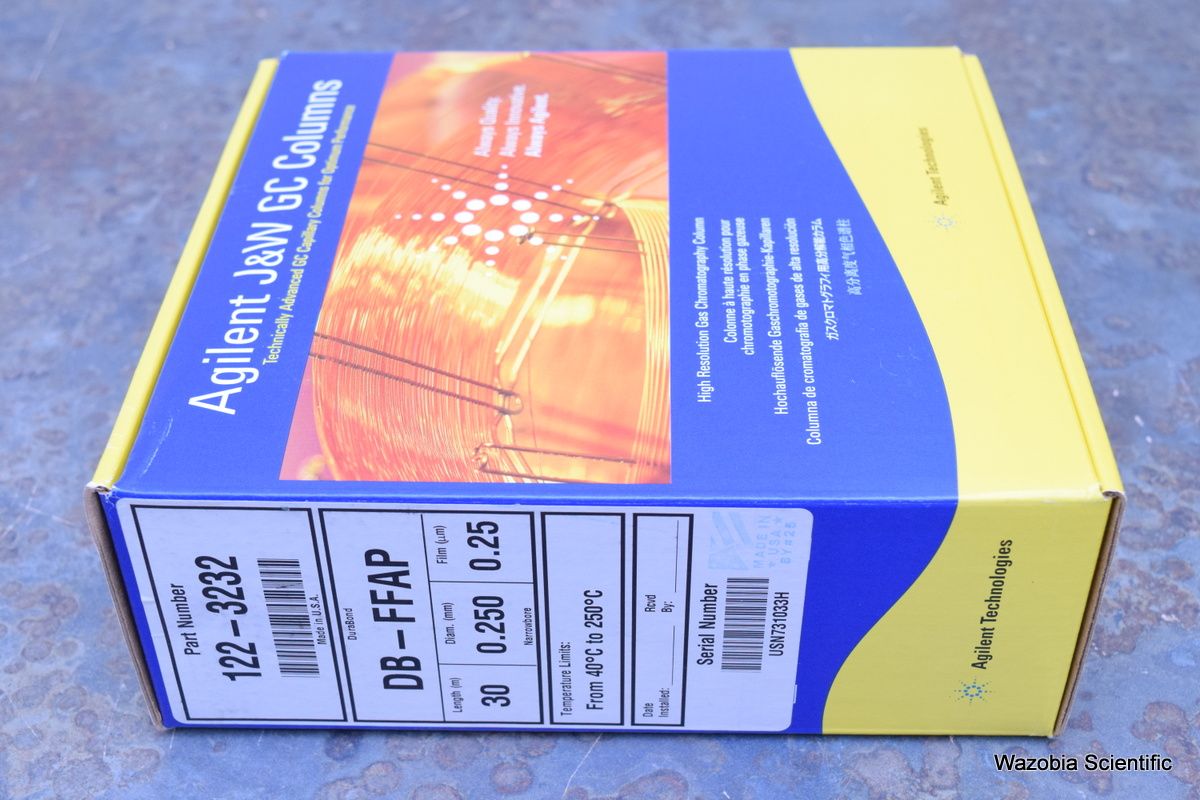 Agilent J&W GC Columns
Technically Advanced GC Capillary Columns for Optimum Performance
Always Quality.
Always Innovative.
Always Agilent.
High Resolution Gas Chromatography Column
Colonne à haute résolution pour
chromotographie en phase gazeuse
Hochauflösende Gaschromotographie-Kapillaren
Columna de cromatografia de gases de alta resolución
ガスクロマトグラフィ用高分解能カラム
高分离度气相色谱柱
Agilent Technologies
Part Number
122-3232
Made in U.S.A.
DuraBond
DB-FFAP
Length (m) Diam. (mm) Film (µm)
30 0.250 0.25
Narrowbore
Temperature Limits:
From 40°C to 250°C
Date
Installed:
Rcvd
By:
Serial Number
USN731033H
MADE IN
USA
BY #25
Agilent Technologies
Wazobia Scientific